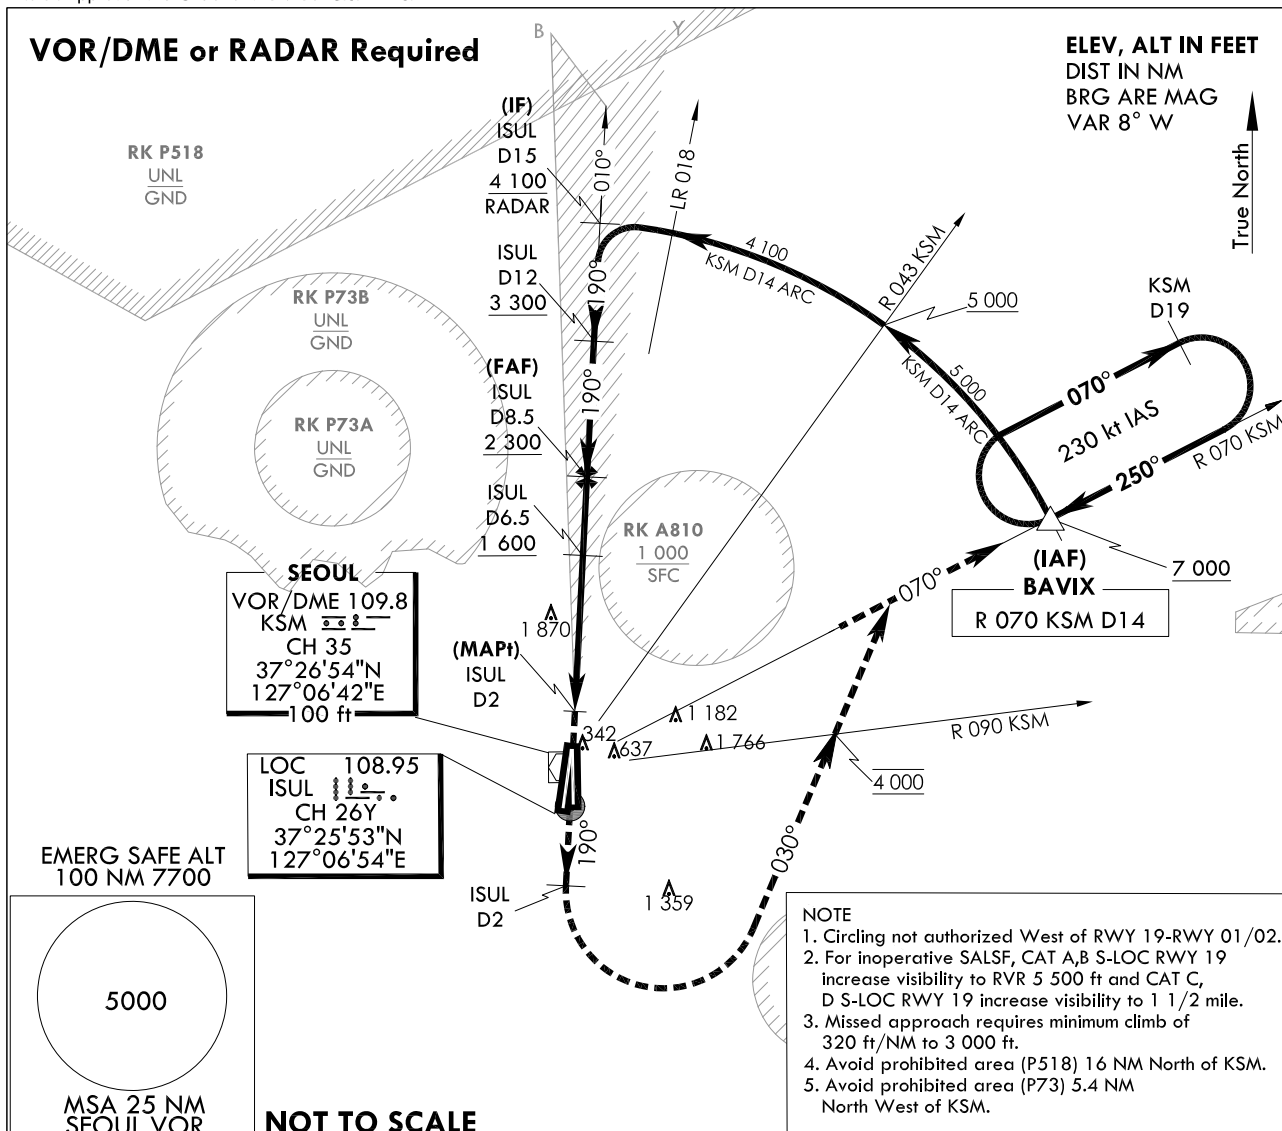 VOR/DME or RADAR Required
B
Y
ELEV, ALT IN FEET
DIST IN NM
BRG ARE MAG
VAR 8° W
True North
RK P518
UNL
GND
(IF)
ISUL
D15
4 100
RADAR
010°
LR 018
ISUL
D12
3 300
190°
4 100
KSM D14 ARC
R 043 KSM
5 000
KSM
D19
RK P73B
UNL
GND
(FAF)
ISUL
D8.5
2 300
190°
5 000
KSM D14 ARC
070°
230 kt IAS
250°
R 070 KSM
RK P73A
UNL
GND
ISUL
D6.5
1 600
RK A810
1 000
SFC
(IAF)
BAVIX
R 070 KSM D14
7 000
070°
SEOUL
VOR/DME 109.8
KSM
CH 35
37°26'54"N
127°06'42"E
100 ft
1 870
(MAPt)
ISUL
D2
342
637
1 182
1 766
R 090 KSM
4 000
LOC 108.95
ISUL
CH 26Y
37°25'53"N
127°06'54"E
190°
030°
ISUL
D2
1 359
EMERG SAFE ALT
100 NM 7700
5000
MSA 25 NM
SEOUL VOR
NOT TO SCALE
NOTE
1. Circling not authorized West of RWY 19-RWY 01/02.
2. For inoperative SALSF, CAT A,B S-LOC RWY 19
increase visibility to RVR 5 500 ft and CAT C,
D S-LOC RWY 19 increase visibility to 1 1/2 mile.
3. Missed approach requires minimum climb of
320 ft/NM to 3 000 ft.
4. Avoid prohibited area (P518) 16 NM North of KSM.
5. Avoid prohibited area (P73) 5.4 NM
North West of KSM.